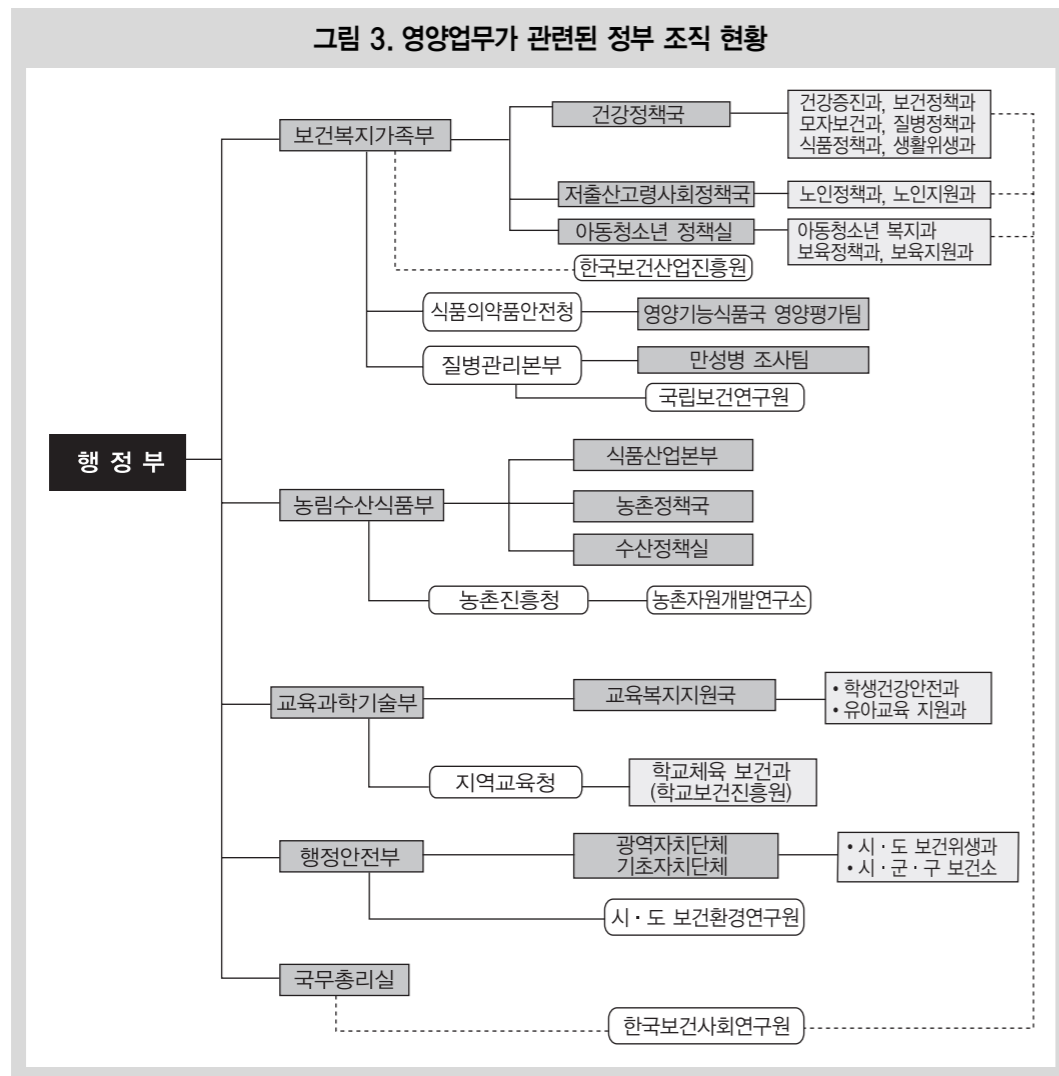 그림 3. 영양업무가 관련된 정부 조직 현황
행 정 부
보건복지가족부
건강정책국
건강증진과, 보건정책과
모자보건과, 질병정책과
식품정책과, 생활위생과
저출산고령사회정책국
노인정책과, 노인지원과
아동청소년 정책실
아동청소년 복지과
보육정책과, 보육지원과
한국보건산업진흥원
식품의약품안전청
영양기능식품국 영양평가팀
질병관리본부
만성병 조사팀
국립보건연구원
농림수산식품부
식품산업본부
농촌정책국
수산정책실
농촌진흥청
농촌자원개발연구소
교육과학기술부
교육복지지원국
• 학생건강안전과
• 유아교육 지원과
지역교육청
학교체육 보건과
(학교보건진흥원)
행정안전부
광역자치단체
기초자치단체
• 시 · 도 보건위생과
• 시 · 군 · 구 보건소
시 · 도 보건환경연구원
국무총리실
한국보건사회연구원